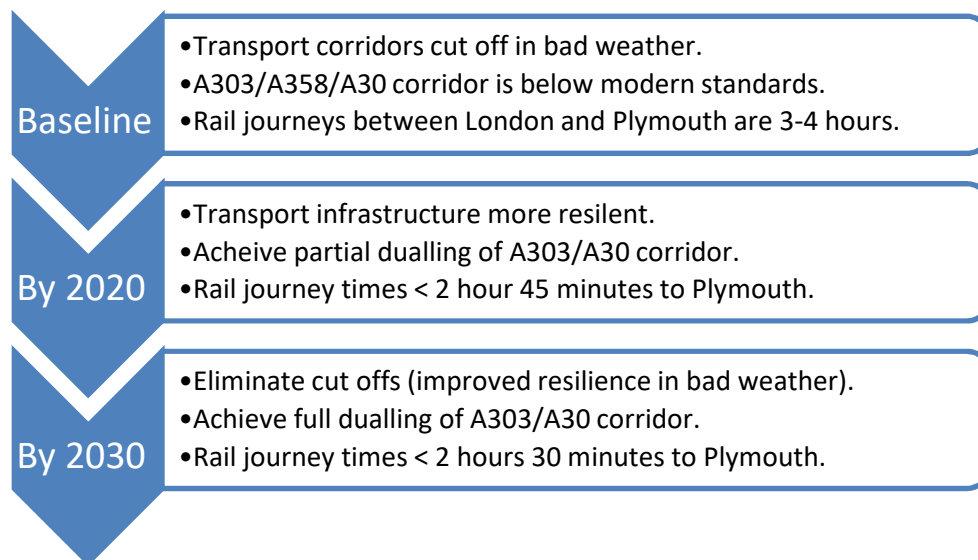 Baseline
•Transport corridors cut off in bad weather.
•A303/A358/A30 corridor is below modern standards.
•Rail journeys between London and Plymouth are 3-4 hours.
By 2020
•Transport infrastructure more resilent.
•Acheive partial dualling of A303/A30 corridor.
•Rail journey times < 2 hour 45 minutes to Plymouth.
By 2030
•Eliminate cut offs (improved resilience in bad weather).
•Achieve full dualling of A303/A30 corridor.
•Rail journey times < 2 hours 30 minutes to Plymouth.